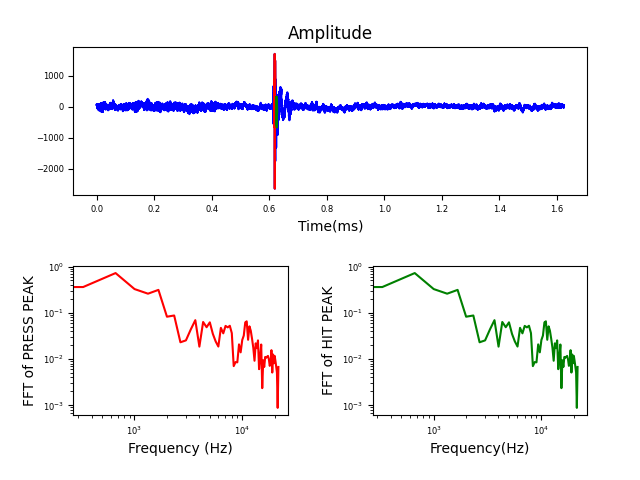 Amplitude
1000
0
−1000
−2000
0.0 0.2 0.4 0.6 0.8 1.0 1.2 1.4 1.6
Time(ms)
FFT of PRESS PEAK
10⁰
10⁻¹
10⁻²
10⁻³
10³ 10⁴
Frequency (Hz)
FFT of HIT PEAK
10⁰
10⁻¹
10⁻²
10⁻³
10³ 10⁴
Frequency(Hz)